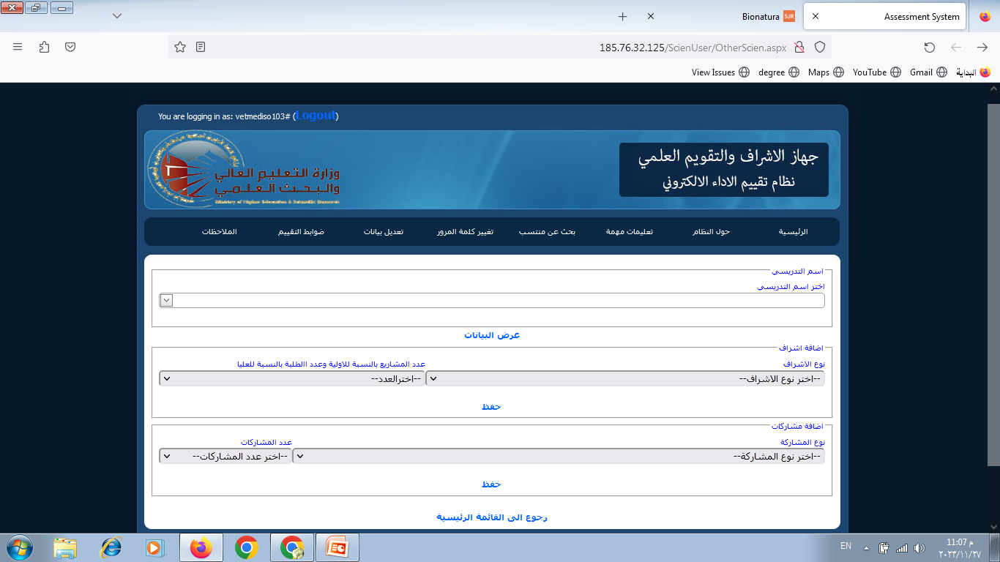 Assessment System
Bionatura
SJR
185.76.32.125/ScienUser/OtherScien.aspx
البداية
Gmail
YouTube
Maps
degree
View Issues
You are logging in as: vetmediso103# (Logout)
جهاز الاشراف والتقويم العلمي
نظام تقييم الاداء الالكتروني
وزارة التعليم العالي
والبحث العلمي
Ministry of Higher Education & Scientific Research
الرئيسية
حول النظام
تعليمات مهمة
بحث عن منتسب
تغيير كلمة المرور
تعديل بيانات
ضوابط التقييم
الملاحظات
اسم التدريسي
اختر اسم التدريسي
عرض البيانات
اضافة اشراف
نوع الاشراف
عدد المشاريع بالنسبة للاولية وعدد االطلبة بالنسبة للعليا
--اختر نوع الاشراف--
--اخترالعدد--
حفظ
اضافة مشاركات
نوع المشاركة
عدد المشاركات
--اختر نوع المشاركة--
--اختر عدد المشاركات--
حفظ
رجوع الى القائمة الرئيسية
EN
11:07 م
٢٠٢٣/١١/٢٧